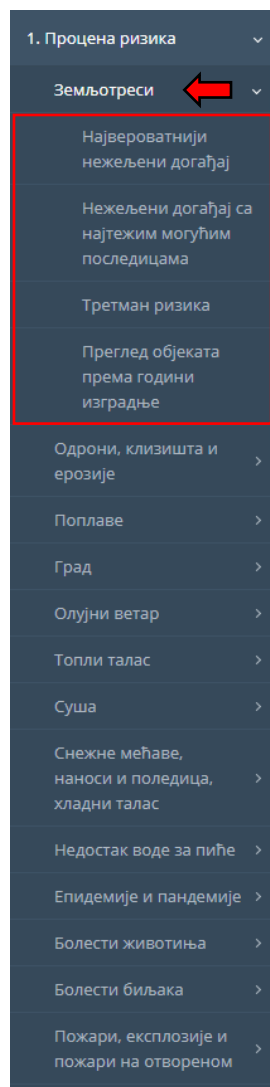 1. Процена ризика
Земљотреси
Највероватнији
нежељени догађај
Нежељени догађај са
најтежим могућим
последицама
Третман ризика
Преглед објеката
према години
изградње
Одрони, клизишта и
ерозије
Поплаве
Град
Олујни ветар
Топли талас
Суша
Снежне мећаве,
наноси и поледица,
хладни талас
Недостак воде за пиће
Епидемије и пандемије
Болести животиња
Болести биљака
Пожари, експлозије и
пожари на отвореном